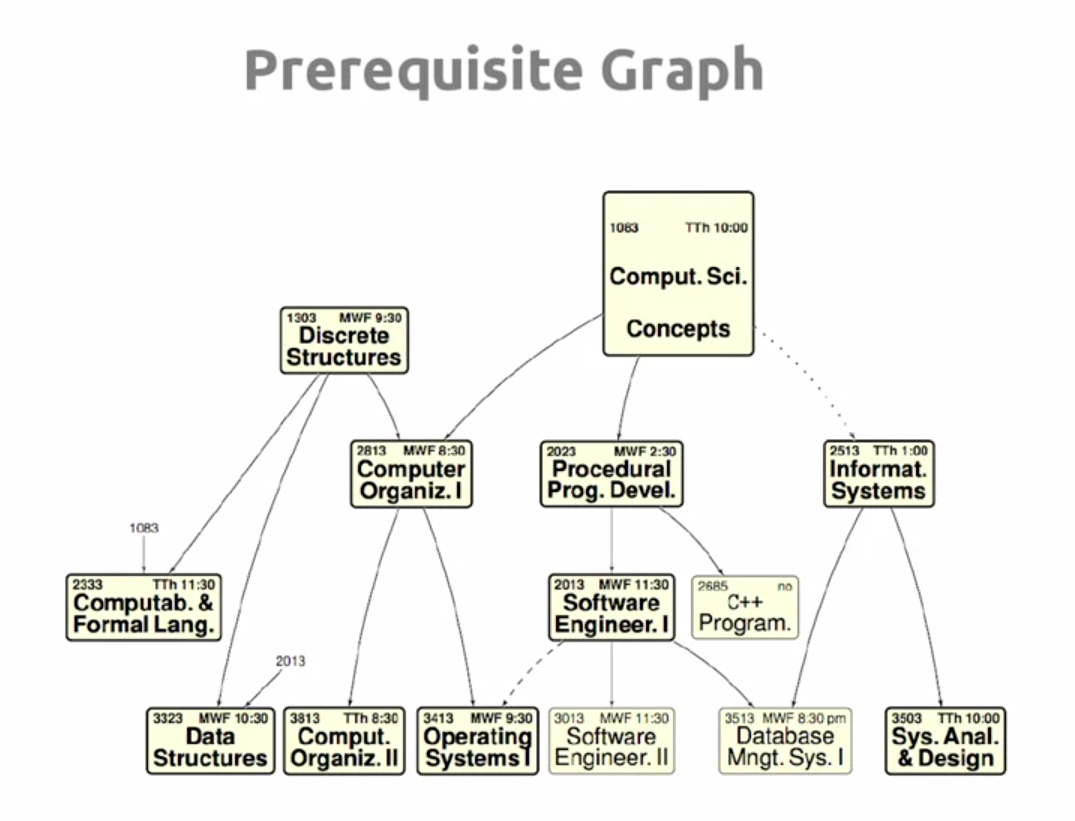 Prerequisite Graph
1083 TTh 10:00
Comput. Sci.
Concepts
1303 MWF 9:30
Discrete
Structures
2813 MWF 8:30
Computer
Organiz. I
2023 MWF 2:30
Procedural
Prog. Devel.
2513 TTh 1:00
Informat.
Systems
1083
2333 TTh 11:30
Computab. &
Formal Lang.
2013 MWF 11:30
Software
Engineer. I
2685 no
C++
Program.
2013
3323 MWF 10:30
Data
Structures
3813 TTh 8:30
Comput.
Organiz. II
3413 MWF 9:30
Operating
Systems I
3013 MWF 11:30
Software
Engineer. II
3513 MWF 8:30 pm
Database
Mngt. Sys. I
3503 TTh 10:00
Sys. Anal.
& Design